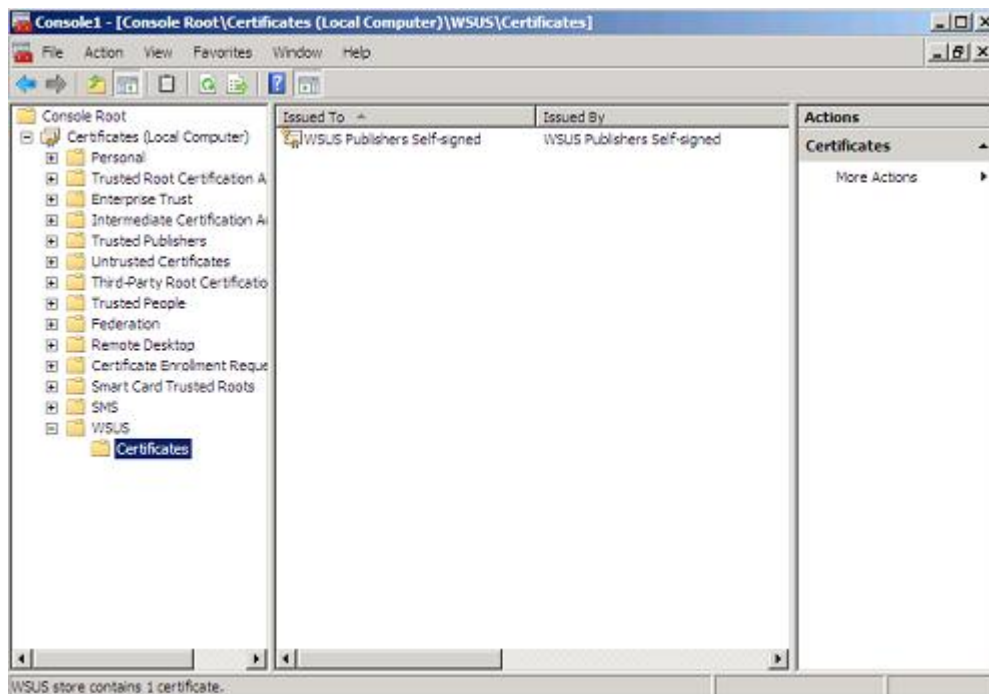 Console1 - [Console Root\Certificates (Local Computer)\WSUS\Certificates]
File Action View Favorites Window Help
Console Root
Certificates (Local Computer)
Personal
Trusted Root Certification A
Enterprise Trust
Intermediate Certification A
Trusted Publishers
Untrusted Certificates
Third-Party Root Certificatio
Trusted People
Federation
Remote Desktop
Certificate Enrollment Reque
Smart Card Trusted Roots
SMS
WSUS
Certificates
Issued To Issued By
WSUS Publishers Self-signed WSUS Publishers Self-signed
Actions
Certificates
More Actions
WSUS store contains 1 certificate.